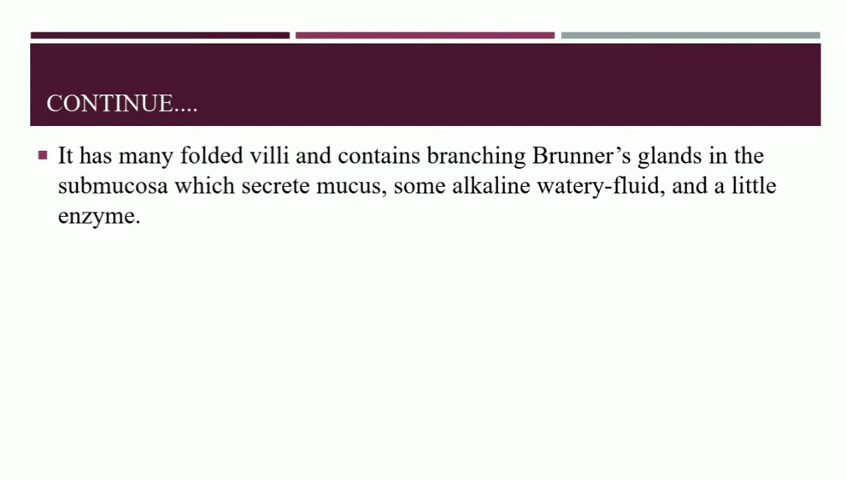 CONTINUE....
It has many folded villi and contains branching Brunner’s glands in the
submucosa which secrete mucus, some alkaline watery-fluid, and a little
enzyme.